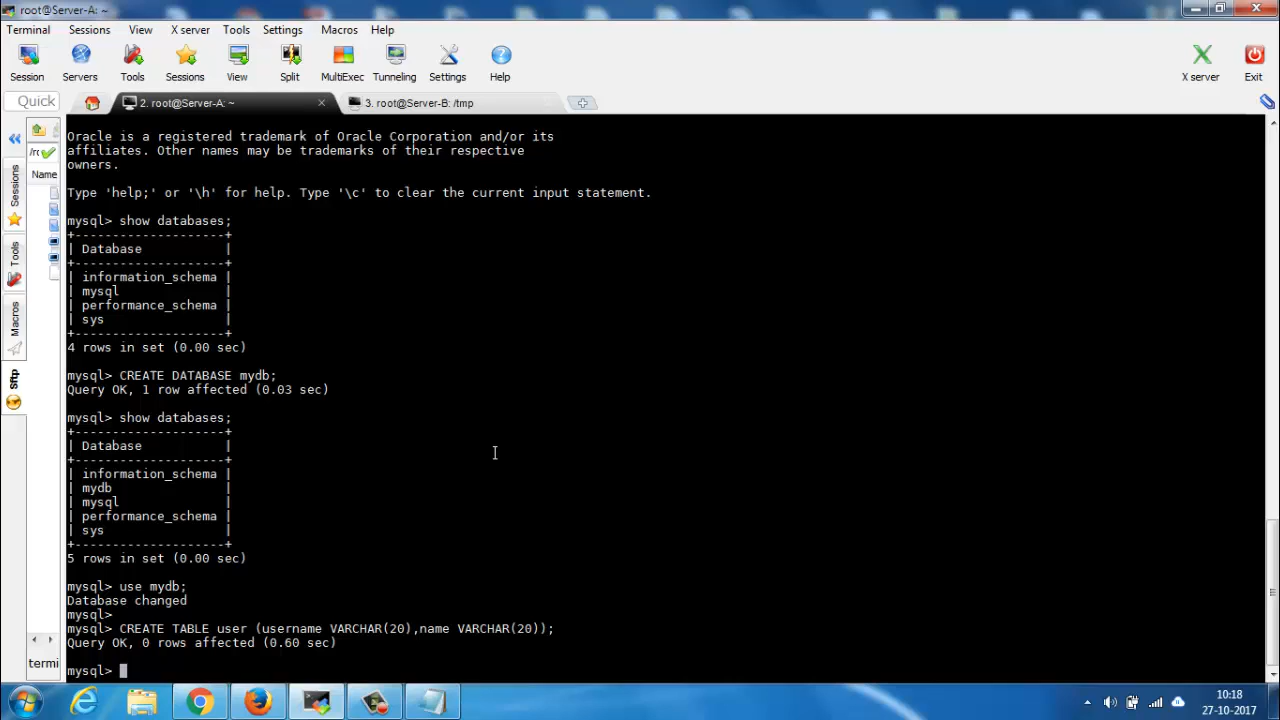 root@Server-A: ~
Terminal Sessions View X server Tools Settings Macros Help
Session Servers Tools Sessions View Split MultiExec Tunneling Settings Help X server Exit
Quick
2. root@Server-A: ~
3. root@Server-B: /tmp
Name
Sessions
Tools
Macros
Sftp
termi
Oracle is a registered trademark of Oracle Corporation and/or its
affiliates. Other names may be trademarks of their respective
owners.
Type 'help;' or '\h' for help. Type '\c' to clear the current input statement.
mysql> show databases;
+--------------------+
| Database           |
+--------------------+
| information_schema |
| mysql              |
| performance_schema |
| sys                |
+--------------------+
4 rows in set (0.00 sec)
mysql> CREATE DATABASE mydb;
Query OK, 1 row affected (0.03 sec)
mysql> show databases;
+--------------------+
| Database           |
+--------------------+
| information_schema |
| mydb               |
| mysql              |
| performance_schema |
| sys                |
+--------------------+
5 rows in set (0.00 sec)
mysql> use mydb;
Database changed
mysql>
mysql> CREATE TABLE user (username VARCHAR(20),name VARCHAR(20));
Query OK, 0 rows affected (0.60 sec)
mysql>
10:18
27-10-2017